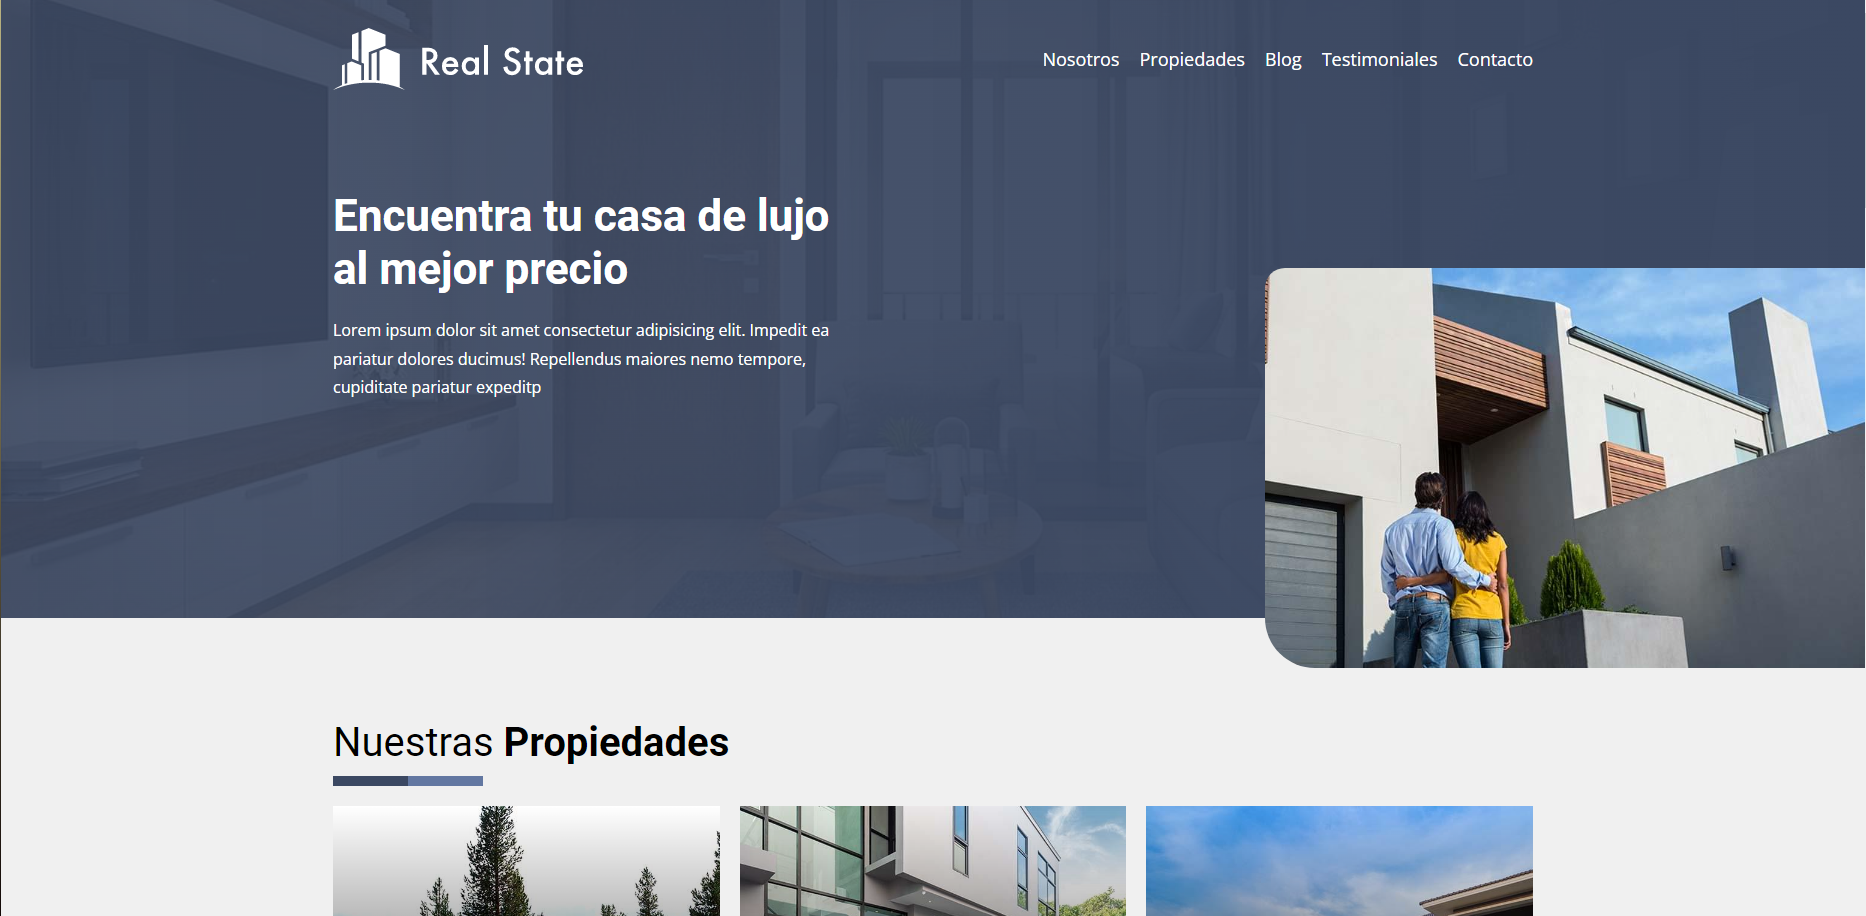 Real State
Nosotros Propiedades Blog Testimoniales Contacto
Encuentra tu casa de lujo
al mejor precio
Lorem ipsum dolor sit amet consectetur adipisicing elit. Impedit ea
pariatur dolores ducimus! Repellendus maiores nemo tempore,
cupiditate pariatur expeditp
Nuestras Propiedades